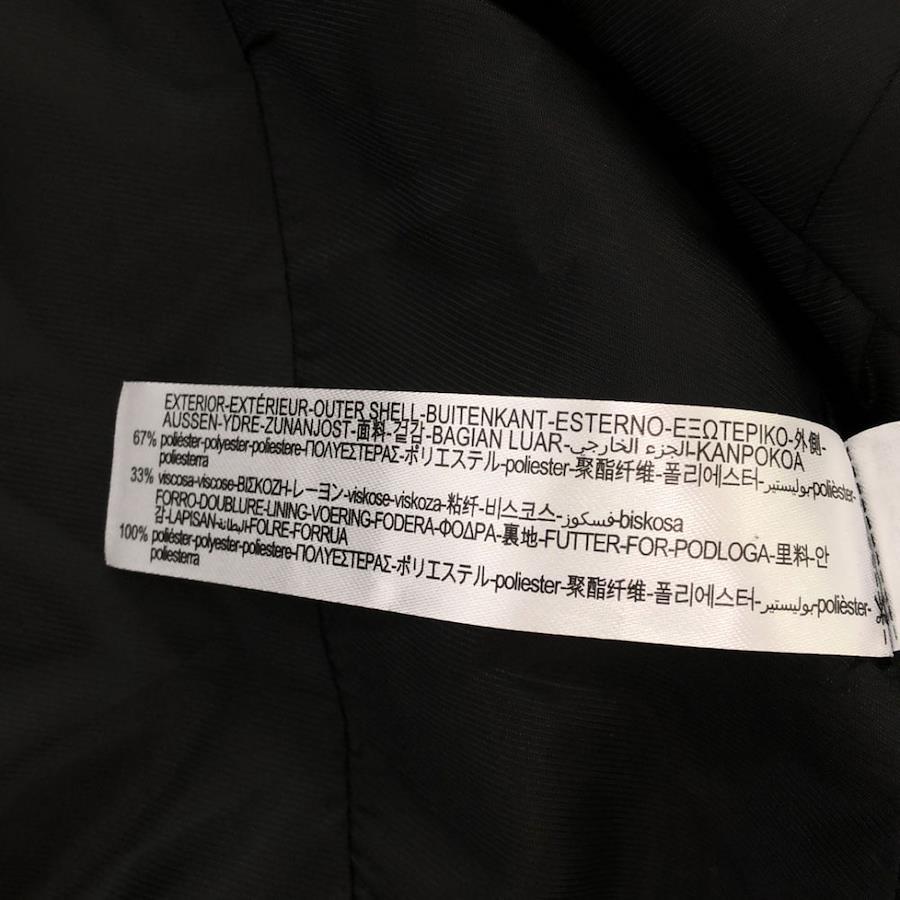 EXTERIOR-EXTÉRIEUR-OUTER SHELL-BUITENKANT-ESTERNO-ΕΞΩΤΕΡΙΚΟ-外側-
AUSSEN-YDRE-ZUNANJOST-面料-겉감-BAGIAN LUAR-الجزء الخارجي-KANPOKOA
67% poliéster-polyester-poliestere-ΠΟΛΥΕΣΤΕΡΑΣ-ポリエステル-poliester-聚酯纤维-폴리에스터-بوليستير-polièster-
poliesterra
33% viscosa-viscose-ΒΙΣΚΟΖΗ-レーヨン-viskose-viskoza-粘纤-비스코스-فسكوز-biskosa
FORRO-DOUBLURE-LINING-VOERING-FODERA-ΦΟΔΡΑ-裏地-FUTTER-FOR-PODLOGA-里料-안
감-LAPISAN-البطانة-FOLRE-FORRUA
100% poliéster-polyester-poliestere-ΠΟΛΥΕΣΤΕΡΑΣ-ポリエステル-poliester-聚酯纤维-폴리에스터-بوليستير-polièster-
poliesterra